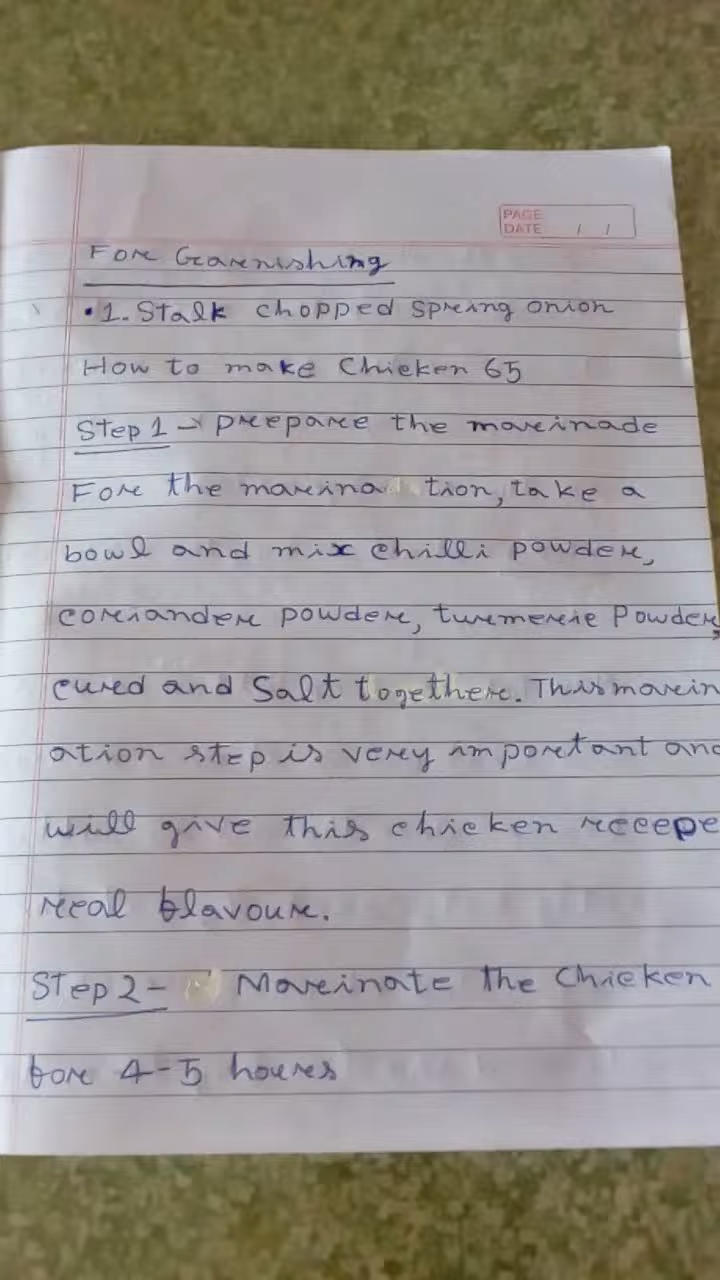 PAGE
DATE / /
For Garnishing
• 1. Stalk chopped spring onion
How to make Chicken 65
Step 1 → prepare the marinade
For the marina tion, take a
bowl and mix chilli powder,
coriander powder, turmeric Powder,
curd and Salt together. This marin
ation step is very important and
will give this chicken recepe
real flavour.
Step 2 - Marinate the Chicken
for 4-5 hours